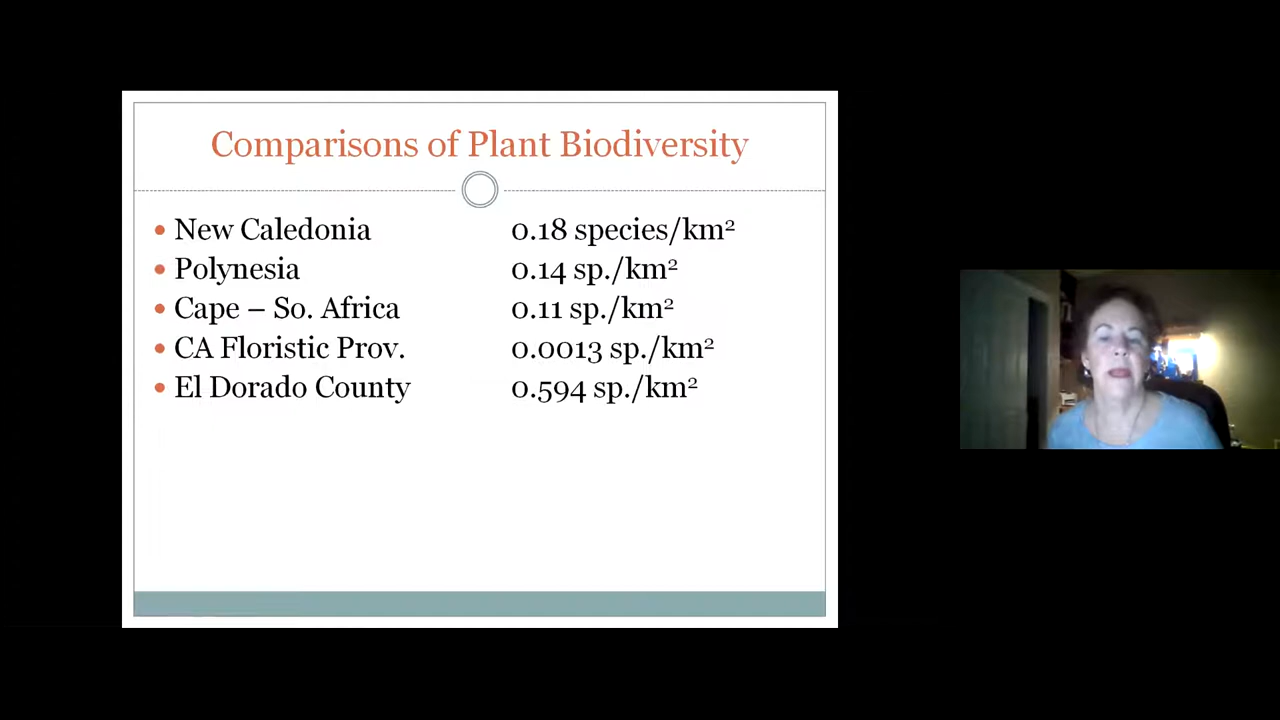 Comparisons of Plant Biodiversity
• New Caledonia 0.18 species/km²
• Polynesia 0.14 sp./km²
• Cape – So. Africa 0.11 sp./km²
• CA Floristic Prov. 0.0013 sp./km²
• El Dorado County 0.594 sp./km²